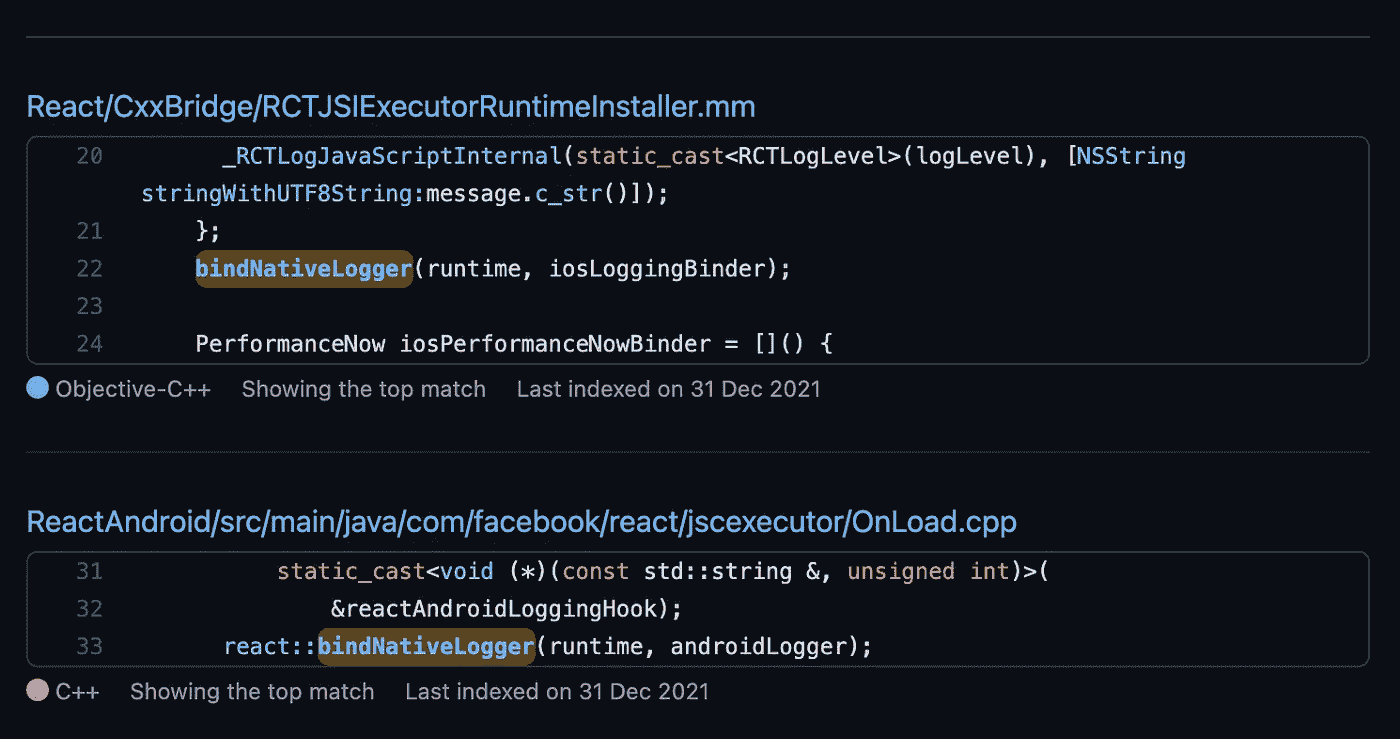 React/CxxBridge/RCTJSIExecutorRuntimeInstaller.mm
20 _RCTLogJavaScriptInternal(static_cast<RCTLogLevel>(logLevel), [NSString
stringWithUTF8String:message.c_str()]);
21 };
22 bindNativeLogger(runtime, iosLoggingBinder);
23
24 PerformanceNow iosPerformanceNowBinder = []() {
Objective-C++ Showing the top match Last indexed on 31 Dec 2021
ReactAndroid/src/main/java/com/facebook/react/jscexecutor/OnLoad.cpp
31 static_cast<void (*)(const std::string &, unsigned int)>(
32 &reactAndroidLoggingHook);
33 react::bindNativeLogger(runtime, androidLogger);
C++ Showing the top match Last indexed on 31 Dec 2021